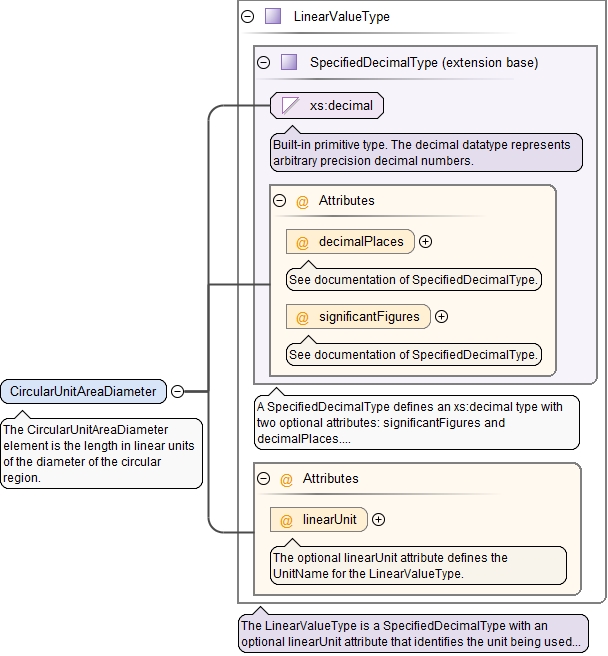 LinearValueType
SpecifiedDecimalType (extension base)
xs:decimal
Built-in primitive type. The decimal datatype represents
arbitrary precision decimal numbers.
@ Attributes
@ decimalPlaces
See documentation of SpecifiedDecimalType.
@ significantFigures
See documentation of SpecifiedDecimalType.
CircularUnitAreaDiameter
The CircularUnitAreaDiameter
element is the length in linear units
of the diameter of the circular
region.
A SpecifiedDecimalType defines an xs:decimal type with
two optional attributes: significantFigures and
decimalPlaces....
@ Attributes
@ linearUnit
The optional linearUnit attribute defines the
UnitName for the LinearValueType.
The LinearValueType is a SpecifiedDecimalType with an
optional linearUnit attribute that identifies the unit being used...